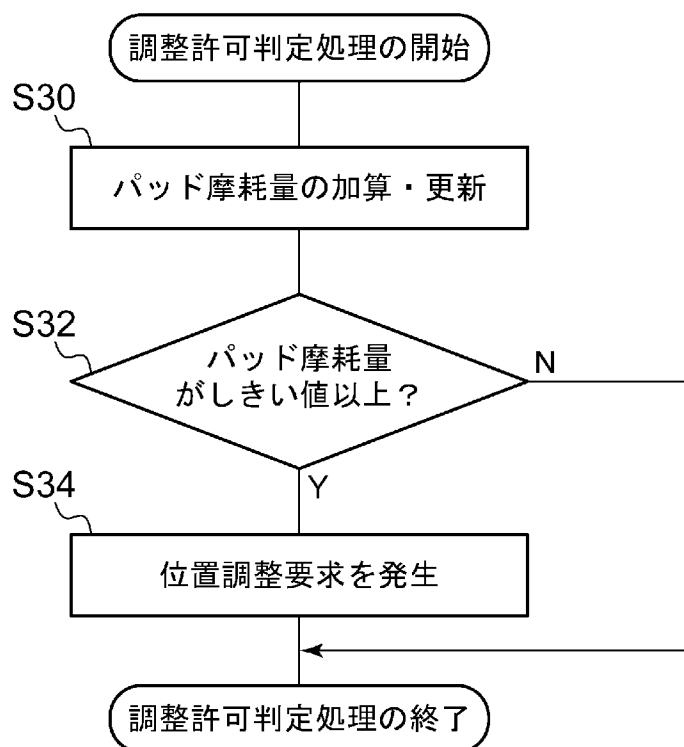 調整許可判定処理の開始
S30
パッド摩耗量の加算・更新
S32
パッド摩耗量
がしきい値以上?
N
Y
S34
位置調整要求を発生
調整許可判定処理の終了